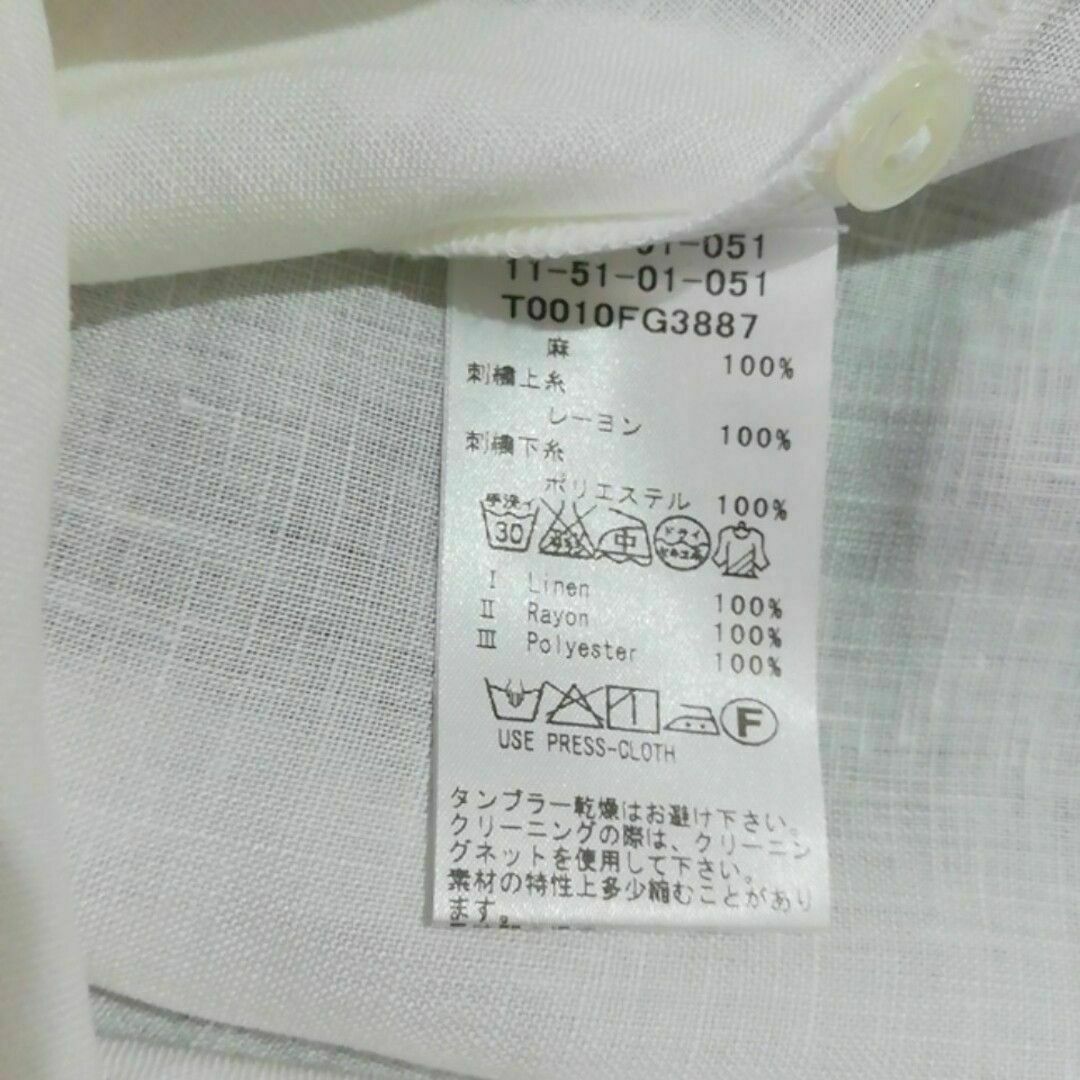 01-051
11-51-01-051
T0010FG3887
麻 100%
刺繍上糸
レーヨン 100%
刺繍下糸
ポリエステル 100%
手洗イ
30 中 ドライ
I Linen 100%
II Rayon 100%
III Polyester 100%
F
USE PRESS-CLOTH
タンブラー乾燥はお避け下さい。
クリーニングの際は、クリーニン
グネットを使用して下さい。
素材の特性上多少縮むことがあり
ます。